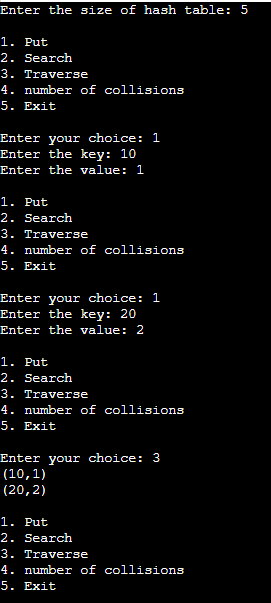 Enter the size of hash table: 5
1. Put
2. Search
3. Traverse
4. number of collisions
5. Exit
Enter your choice: 1
Enter the key: 10
Enter the value: 1
1. Put
2. Search
3. Traverse
4. number of collisions
5. Exit
Enter your choice: 1
Enter the key: 20
Enter the value: 2
1. Put
2. Search
3. Traverse
4. number of collisions
5. Exit
Enter your choice: 3
(10,1)
(20,2)
1. Put
2. Search
3. Traverse
4. number of collisions
5. Exit